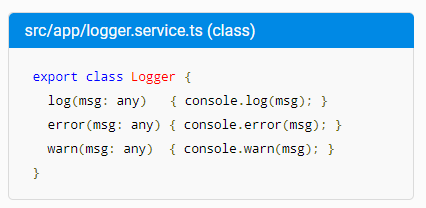 src/app/logger.service.ts (class)
export class Logger {
  log(msg: any)   { console.log(msg); }
  error(msg: any) { console.error(msg); }
  warn(msg: any)  { console.warn(msg); }
}